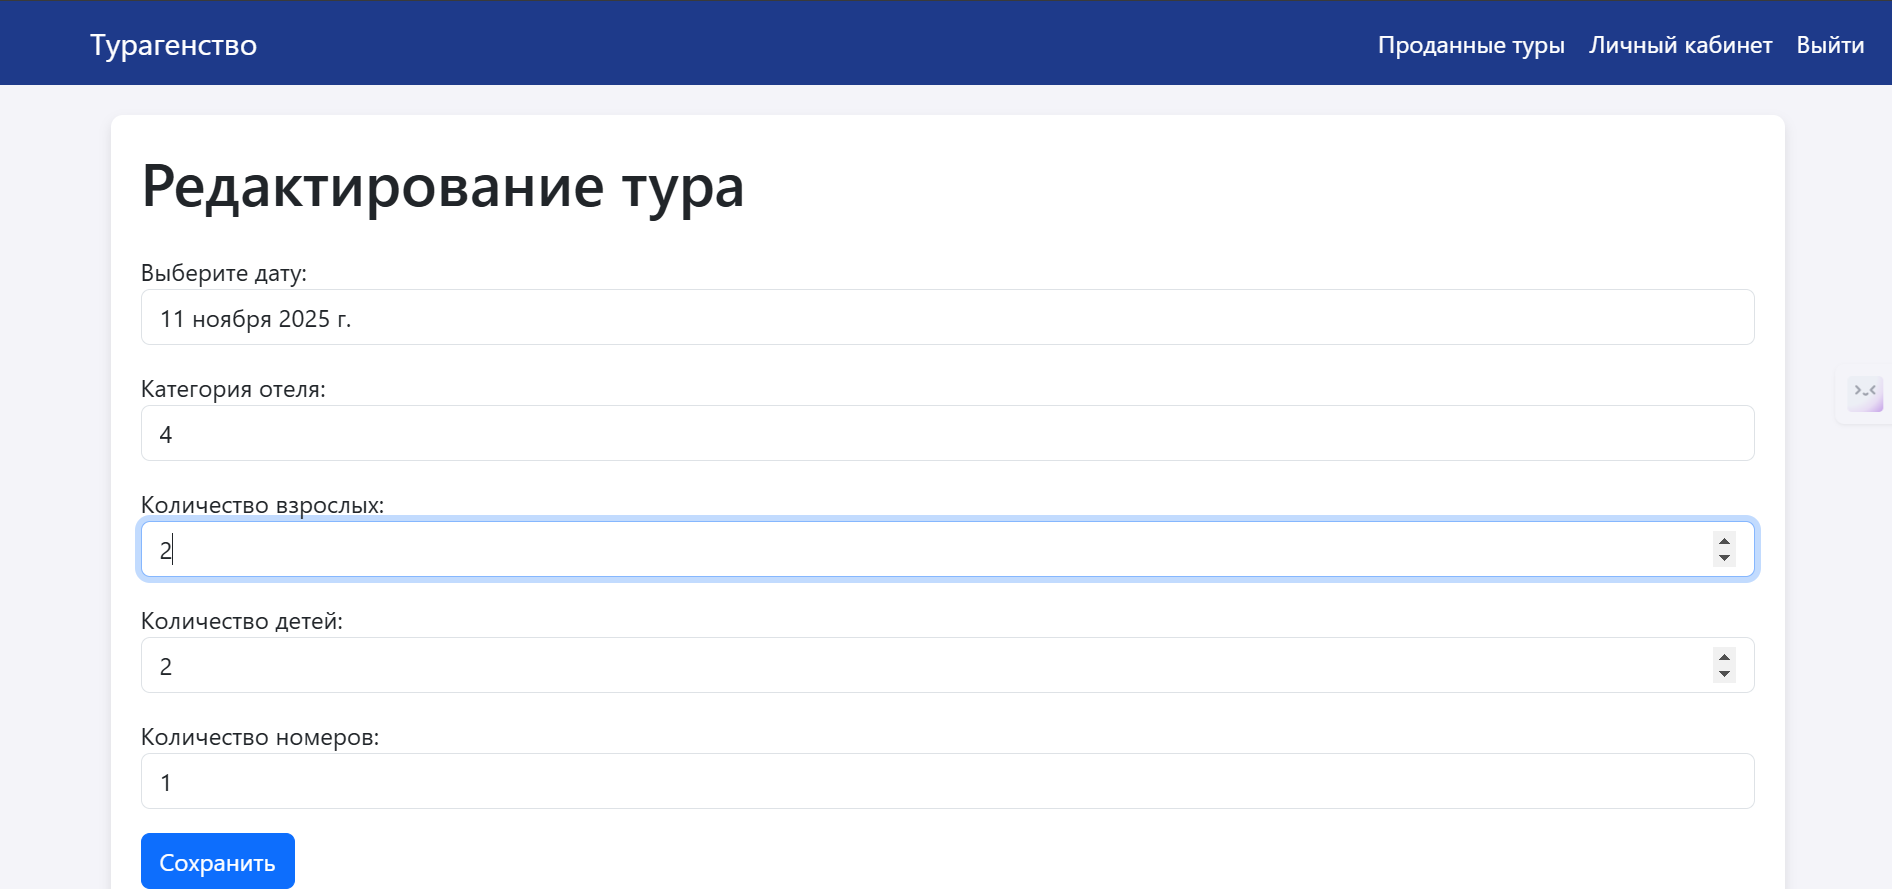 Турагенство
Проданные туры Личный кабинет Выйти
Редактирование тура
Выберите дату:
11 ноября 2025 г.
Категория отеля:
4
Количество взрослых:
2
Количество детей:
2
Количество номеров:
1
Сохранить